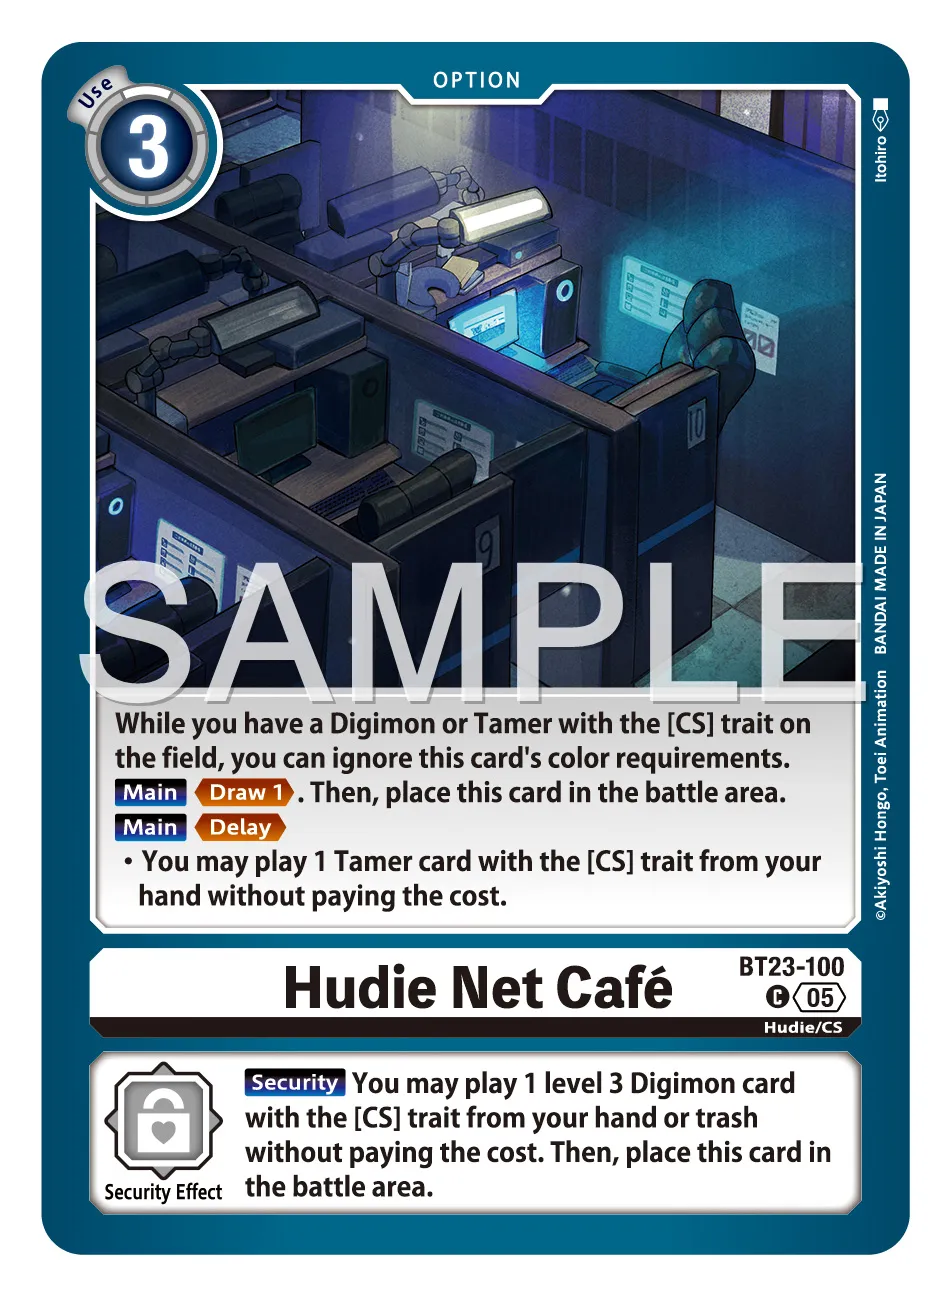 OPTION
Use
3
Itohiro
10
9
SAMPLE
BANDAI MADE IN JAPAN
©Akiyoshi Hongo, Toei Animation
While you have a Digimon or Tamer with the [CS] trait on
the field, you can ignore this card's color requirements.
Main Draw 1. Then, place this card in the battle area.
Main Delay
・You may play 1 Tamer card with the [CS] trait from your
hand without paying the cost.
Hudie Net Café
BT23-100
C 05
Hudie/CS
Security You may play 1 level 3 Digimon card
with the [CS] trait from your hand or trash
without paying the cost. Then, place this card in
the battle area.
Security Effect